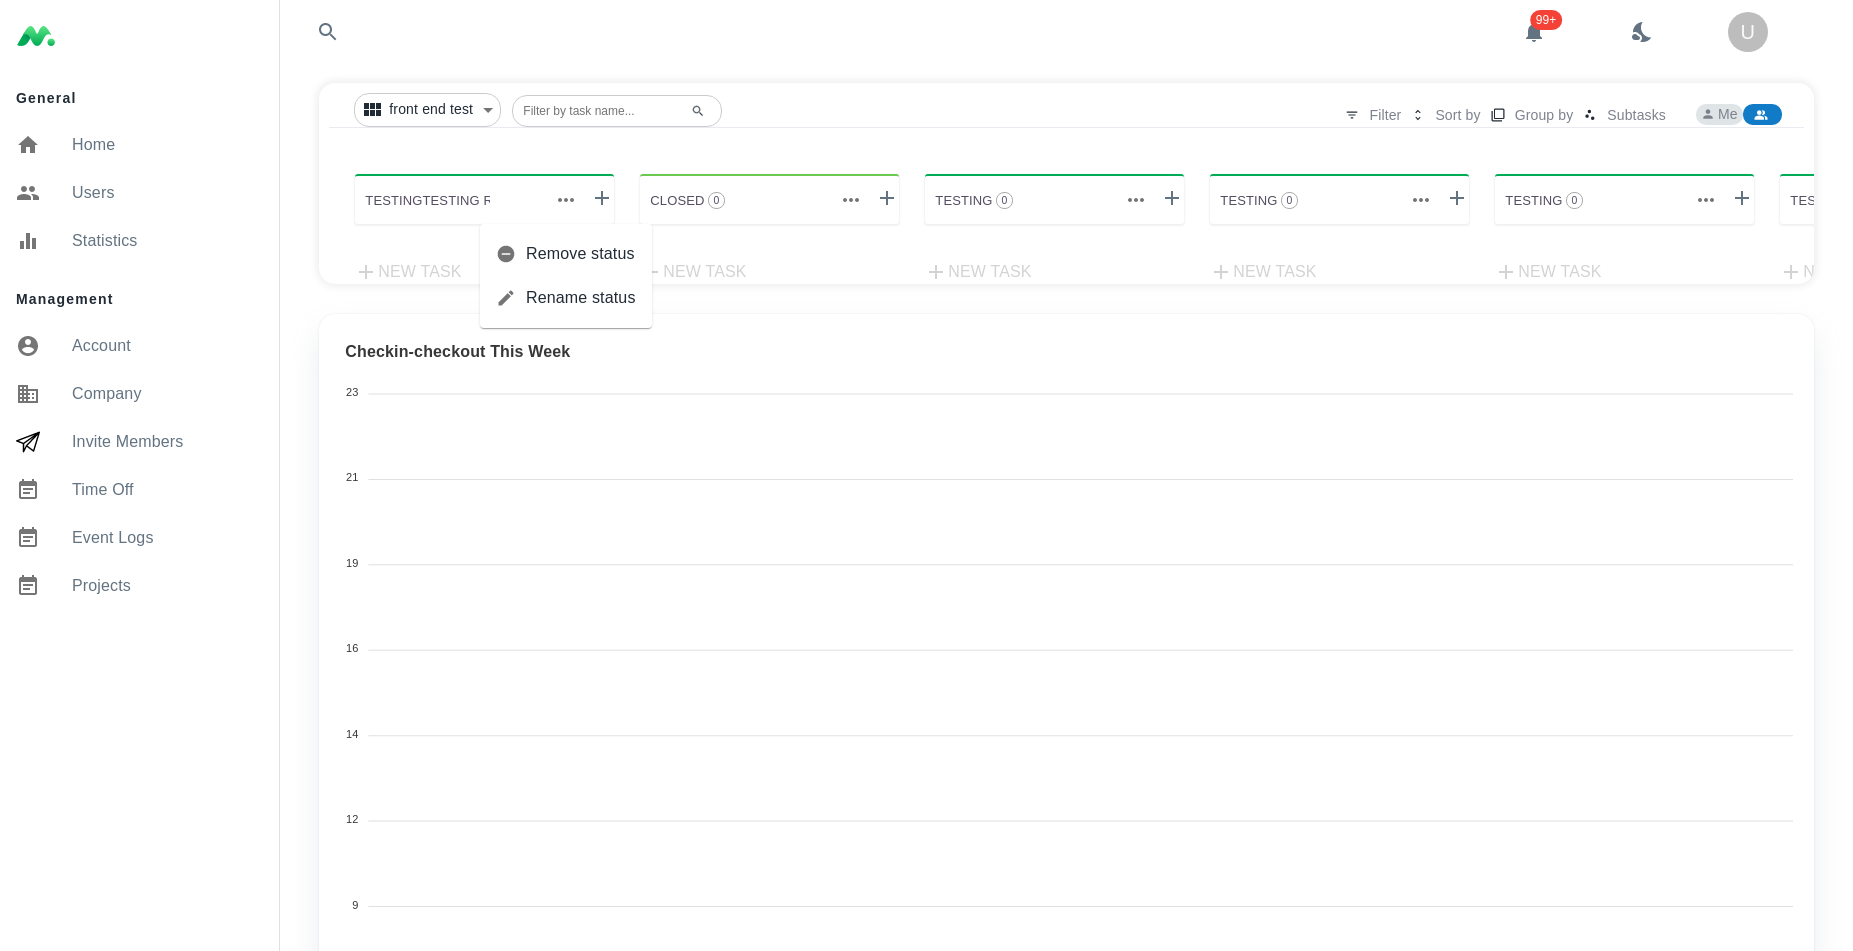 99+
U
General
Home
Users
Statistics
Management
Account
Company
Invite Members
Time Off
Event Logs
Projects
front end test
Filter by task name...
Filter
Sort by
Group by
Subtasks
Me
TESTINGTESTING
CLOSED 0
TESTING 0
TESTING 0
TESTING 0
TES
NEW TASK
NEW TASK
NEW TASK
NEW TASK
NEW TASK
N
Remove status
Rename status
Checkin-checkout This Week
23
21
19
16
14
12
9